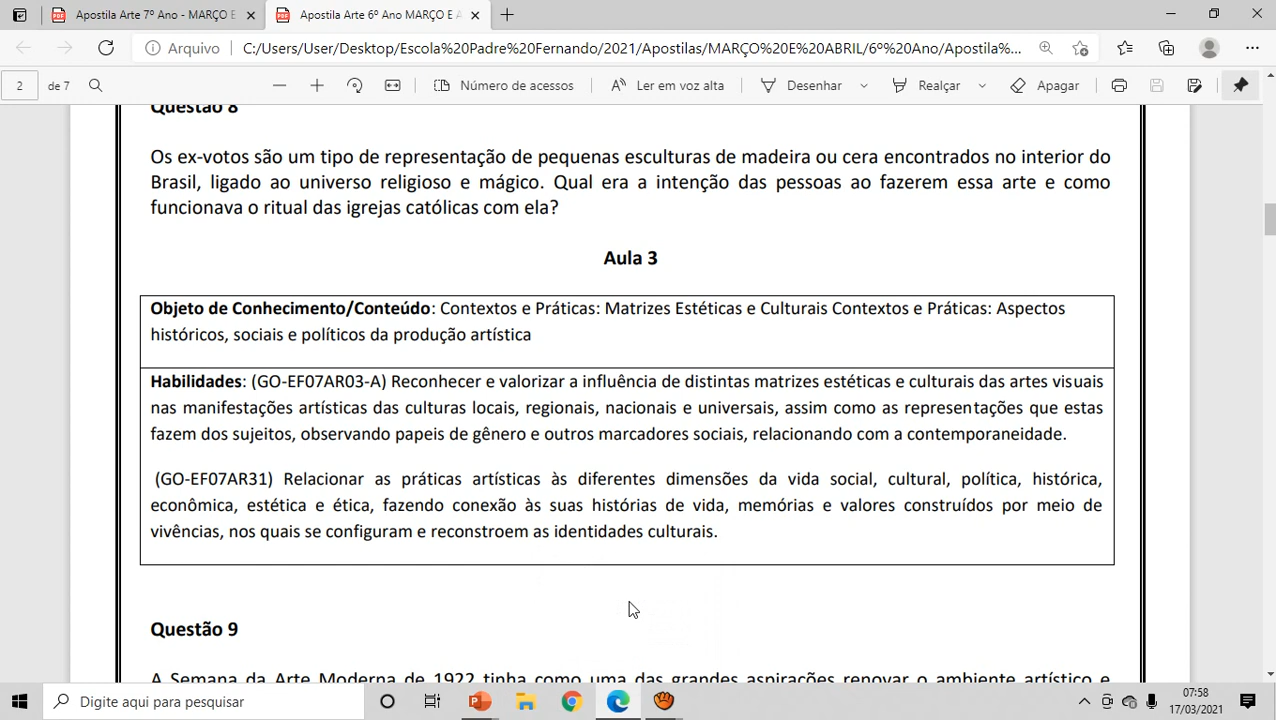 Apostila Arte 7º Ano - MARÇO E
Apostila Arte 6º Ano MARÇO E A
Arquivo
C:/Users/User/Desktop/Escola%20Padre%20Fernando/2021/Apostilas/MARÇO%20E%20ABRIL/6º%20Ano/Apostila%...
2 de 7
Número de acessos
Ler em voz alta
Desenhar
Realçar
Apagar
Questão 8
Os ex-votos são um tipo de representação de pequenas esculturas de madeira ou cera encontrados no interior do
Brasil, ligado ao universo religioso e mágico. Qual era a intenção das pessoas ao fazerem essa arte e como
funcionava o ritual das igrejas católicas com ela?
Aula 3
Objeto de Conhecimento/Conteúdo: Contextos e Práticas: Matrizes Estéticas e Culturais Contextos e Práticas: Aspectos
históricos, sociais e políticos da produção artística
Habilidades: (GO-EF07AR03-A) Reconhecer e valorizar a influência de distintas matrizes estéticas e culturais das artes visuais
nas manifestações artísticas das culturas locais, regionais, nacionais e universais, assim como as representações que estas
fazem dos sujeitos, observando papeis de gênero e outros marcadores sociais, relacionando com a contemporaneidade.
(GO-EF07AR31) Relacionar as práticas artísticas às diferentes dimensões da vida social, cultural, política, histórica,
econômica, estética e ética, fazendo conexão às suas histórias de vida, memórias e valores construídos por meio de
vivências, nos quais se configuram e reconstroem as identidades culturais.
Questão 9
A Semana da Arte Moderna de 1922 tinha como uma das grandes aspirações renovar o ambiente artístico e
Digite aqui para pesquisar
07:58
17/03/2021